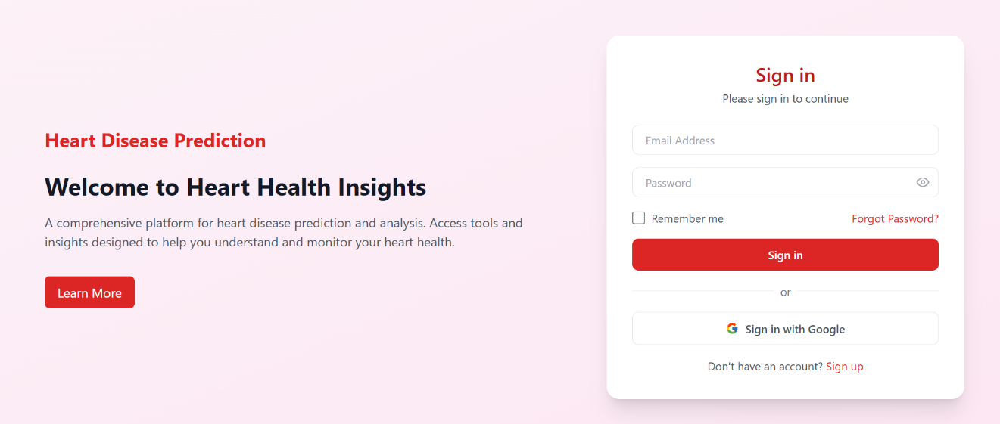 Heart Disease Prediction
Welcome to Heart Health Insights
A comprehensive platform for heart disease prediction and analysis. Access tools and
insights designed to help you understand and monitor your heart health.
Learn More
Sign in
Please sign in to continue
Email Address
Password
Remember me
Forgot Password?
Sign in
or
Sign in with Google
Don't have an account? Sign up